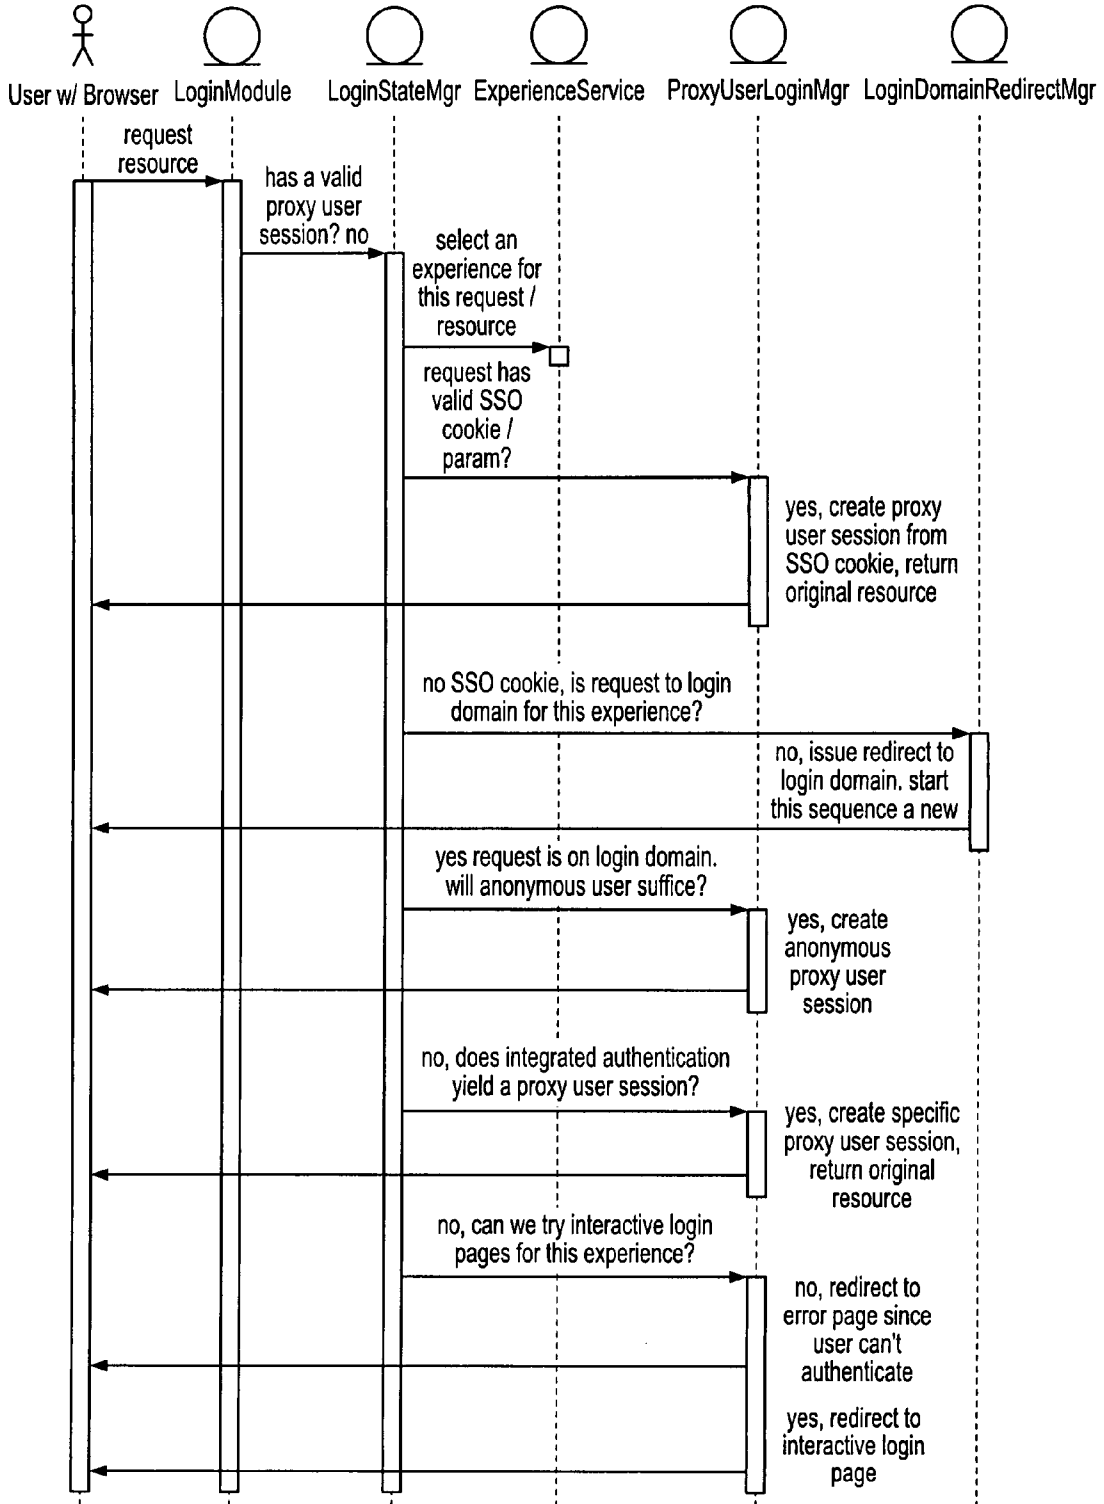 User w/ Browser
LoginModule
LoginStateMgr
ExperienceService
ProxyUserLoginMgr
LoginDomainRedirectMgr
request
resource
has a valid
proxy user
session? no
select an
experience for
this request /
resource
request has
valid SSO
cookie /
param?
yes, create proxy
user session from
SSO cookie, return
original resource
no SSO cookie, is request to login
domain for this experience?
no, issue redirect to
login domain. start
this sequence a new
yes request is on login domain.
will anonymous user suffice?
yes, create
anonymous
proxy user
session
no, does integrated authentication
yield a proxy user session?
yes, create specific
proxy user session,
return original
resource
no, can we try interactive login
pages for this experience?
no, redirect to
error page since
user can't
authenticate
yes, redirect to
interactive login
page